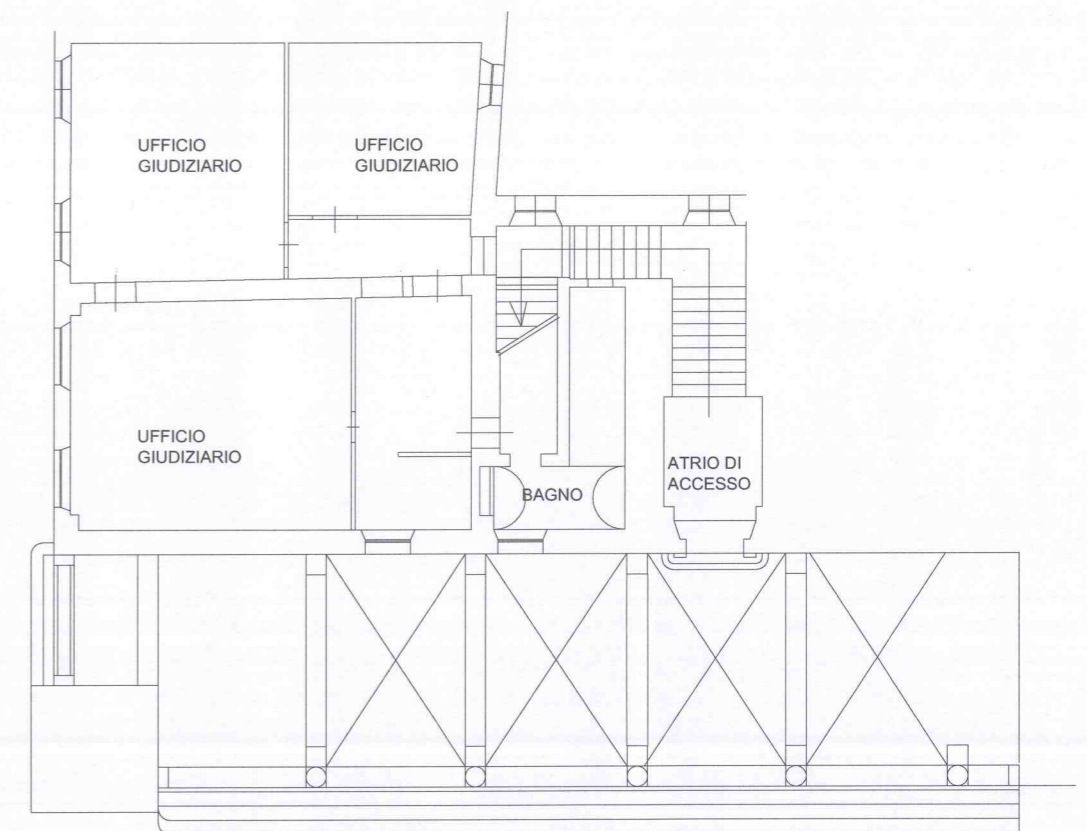 UFFICIO
GIUDIZIARIO
UFFICIO
GIUDIZIARIO
UFFICIO
GIUDIZIARIO
BAGNO
ATRIO DI
ACCESSO